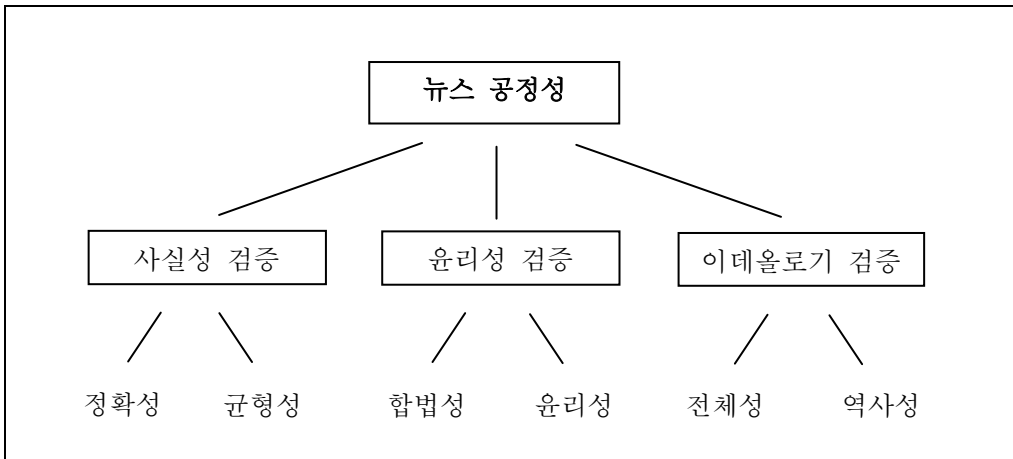 뉴스 공정성
사실성 검증 윤리성 검증 이데올로기 검증
정확성 균형성 합법성 윤리성 전체성 역사성